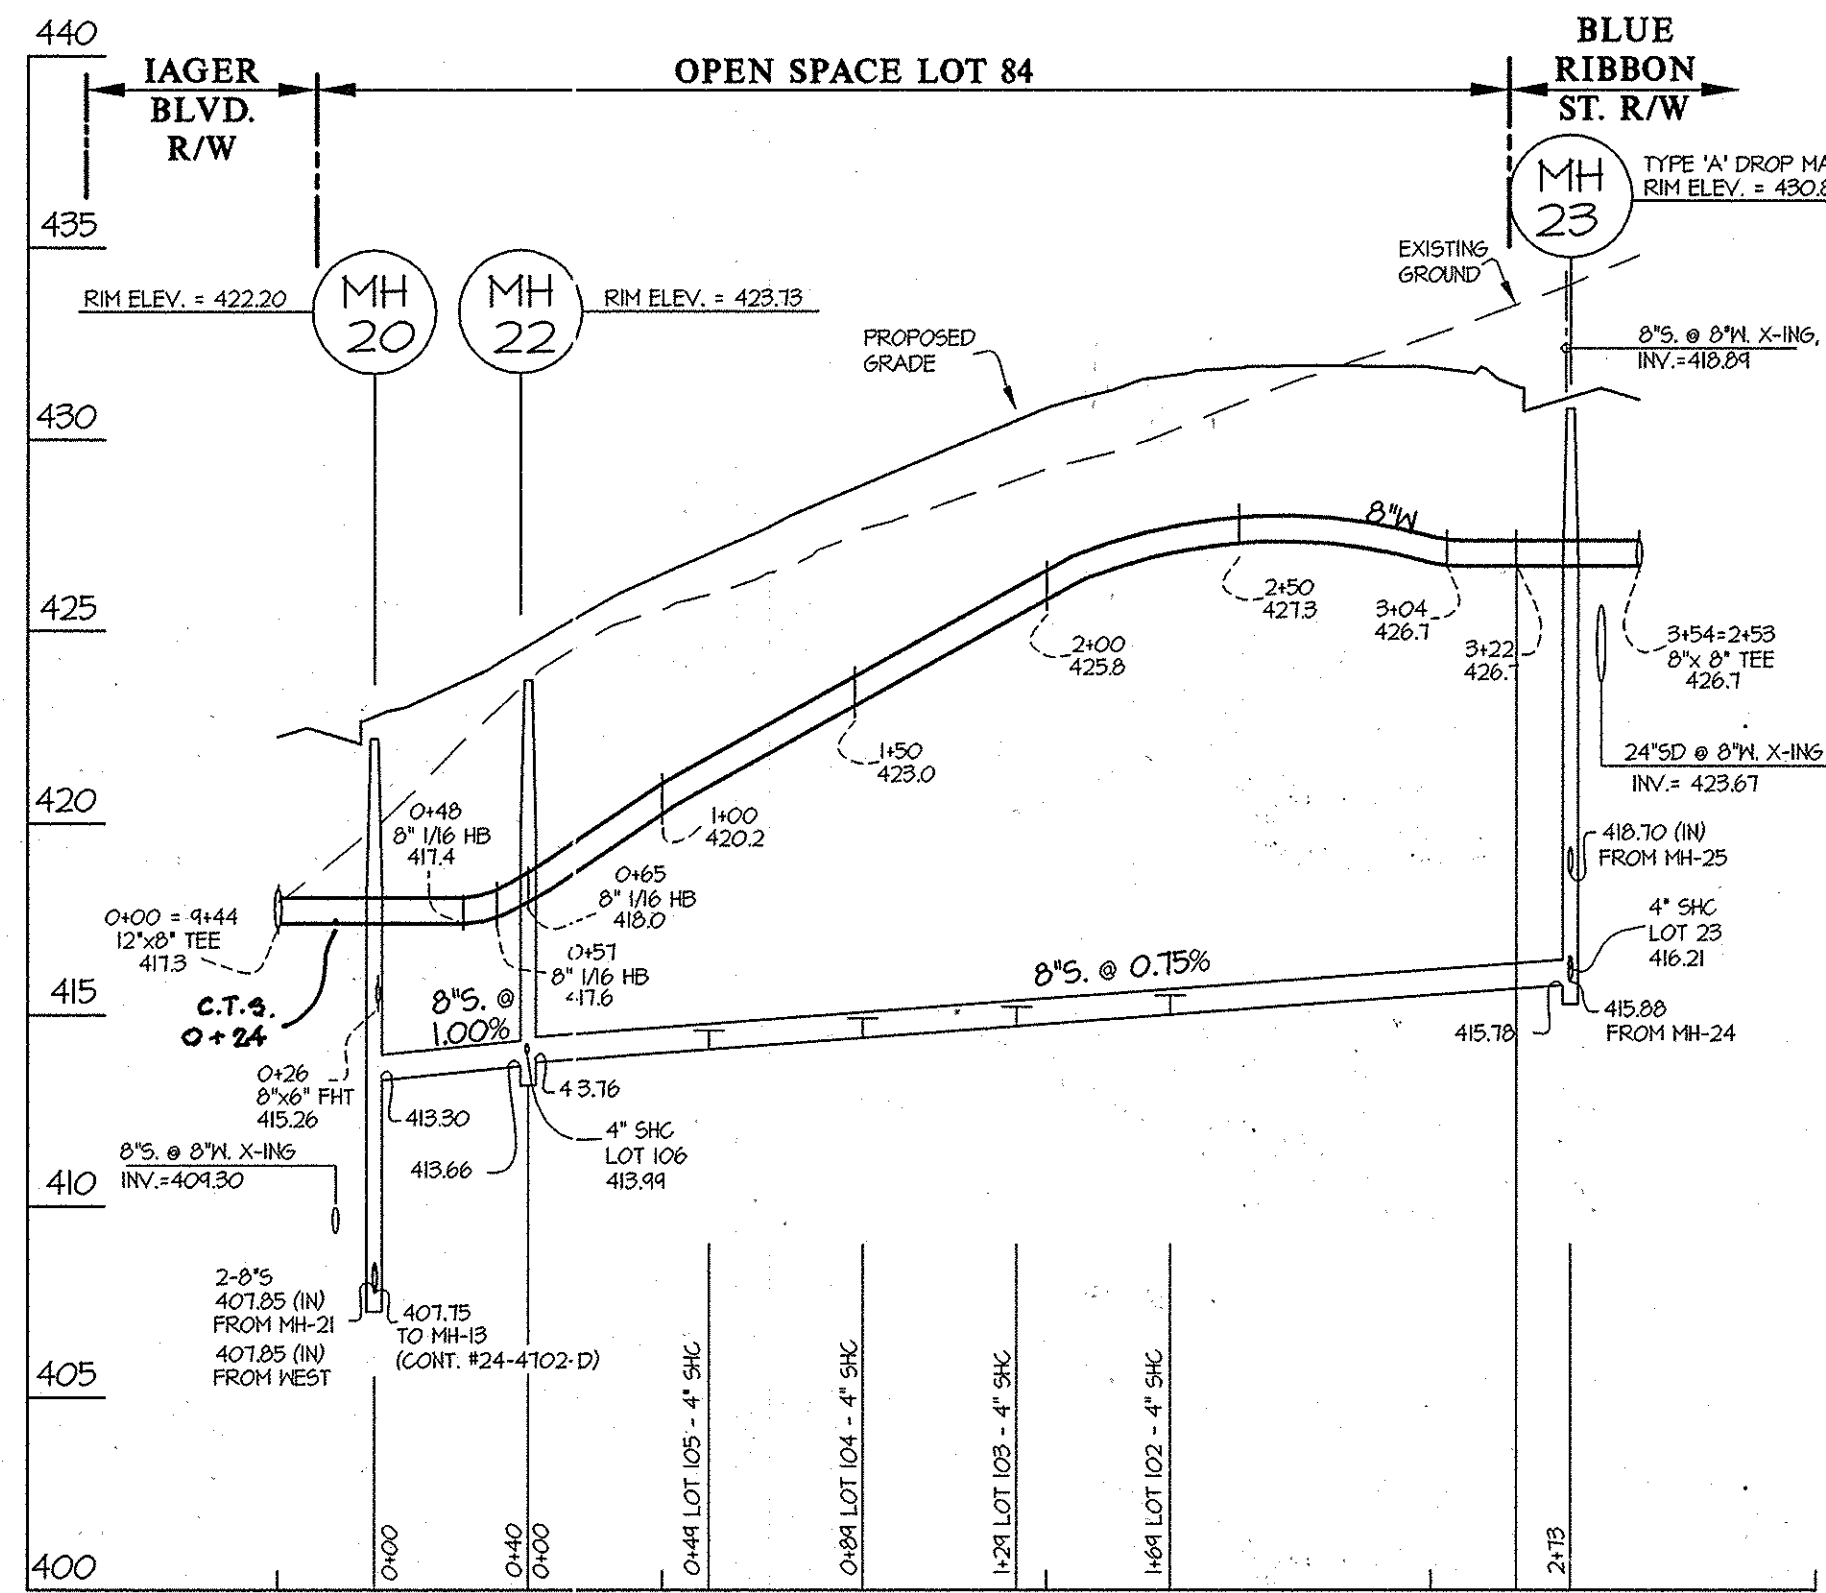 440
IAGER
BLVD.
R/W
OPEN SPACE LOT 84
BLUE
RIBBON
ST. R/W
MH
23
TYPE 'A' DROP
RIM ELEV. = 430.8
435
EXISTING
GROUND
RIM ELEV. = 422.20
MH
20
MH
22
RIM ELEV. = 423.73
PROPOSED
GRADE
8"S. @ 8"W. X-ING,
INV.=418.89
430
8"W
425
2+50
427.3
3+04
426.7
3+22
426.7
3+54=2+53
8"x 8" TEE
426.7
2+00
425.8
1+50
423.0
24"SD @ 8"W. X-ING
INV.= 423.67
420
0+48
8" 1/16 HB
417.4
1+00
420.2
418.70 (IN)
FROM MH-25
0+65
8" 1/16 HB
418.0
0+00 = 9+44
12"x8" TEE
417.3
4" SHC
LOT 23
416.21
0+57
8" 1/16 HB
417.6
415
C.T.S.
0+24
8"S. @
1.00%
8"S. @ 0.75%
415.78
415.88
FROM MH-24
0+26
8"x6" FHT
415.26
413.30
413.76
4" SHC
LOT 106
413.99
413.66
8"S. @ 8"W. X-ING
INV.=409.30
410
2-8"S
407.85 (IN)
FROM MH-21
407.85 (IN)
FROM WEST
407.75
TO MH-13
(CONT. #24-4702-D)
405
400
0+00
0+40
0+00
0+49 LOT 105 - 4" SHC
0+89 LOT 104 - 4" SHC
1+29 LOT 103 - 4" SHC
1+69 LOT 102 - 4" SHC
2+73